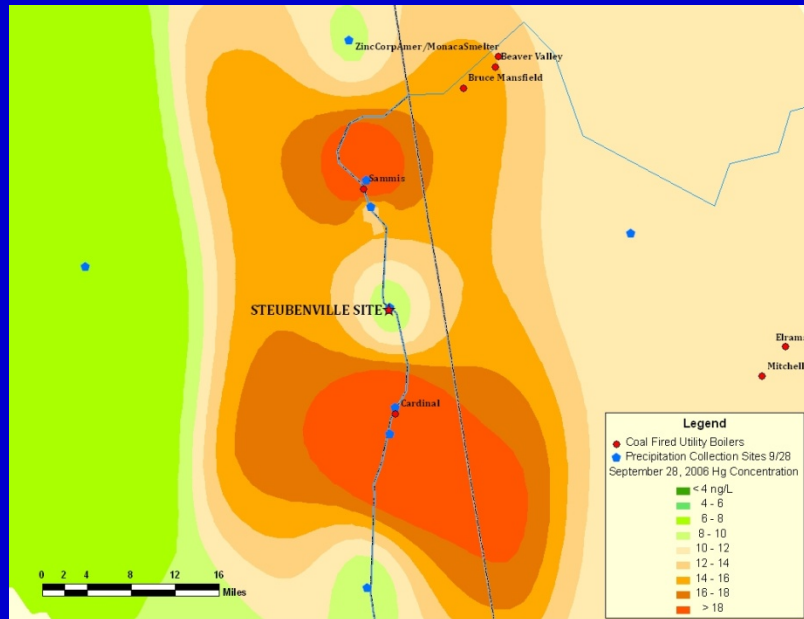 ZincCorpAmer/MonacaSmelter
Beaver Valley
Bruce Mansfield
Sammis
STEUBENVILLE SITE
Elrama
Mitchell
Cardinal
Legend
Coal Fired Utility Boilers
Precipitation Collection Sites 9/28
September 28, 2006 Hg Concentration
< 4 ng/L
4 - 6
6 - 8
8 - 10
10 - 12
12 - 14
14 - 16
16 - 18
> 18
0 2 4 8 12 16
Miles